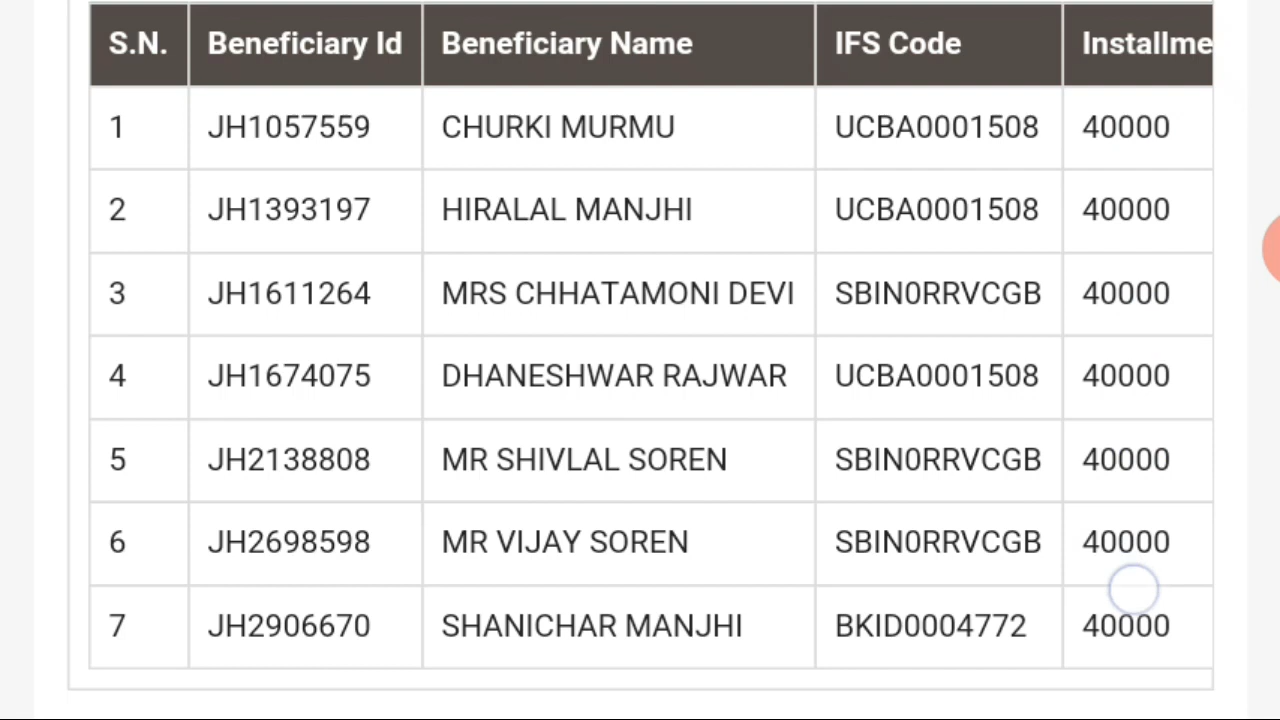 S.N. Beneficiary Id Beneficiary Name IFS Code Installme
1 JH1057559 CHURKI MURMU UCBA0001508 40000
2 JH1393197 HIRALAL MANJHI UCBA0001508 40000
3 JH1611264 MRS CHHATAMONI DEVI SBIN0RRVCGB 40000
4 JH1674075 DHANESHWAR RAJWAR UCBA0001508 40000
5 JH2138808 MR SHIVLAL SOREN SBIN0RRVCGB 40000
6 JH2698598 MR VIJAY SOREN SBIN0RRVCGB 40000
7 JH2906670 SHANICHAR MANJHI BKID0004772 40000